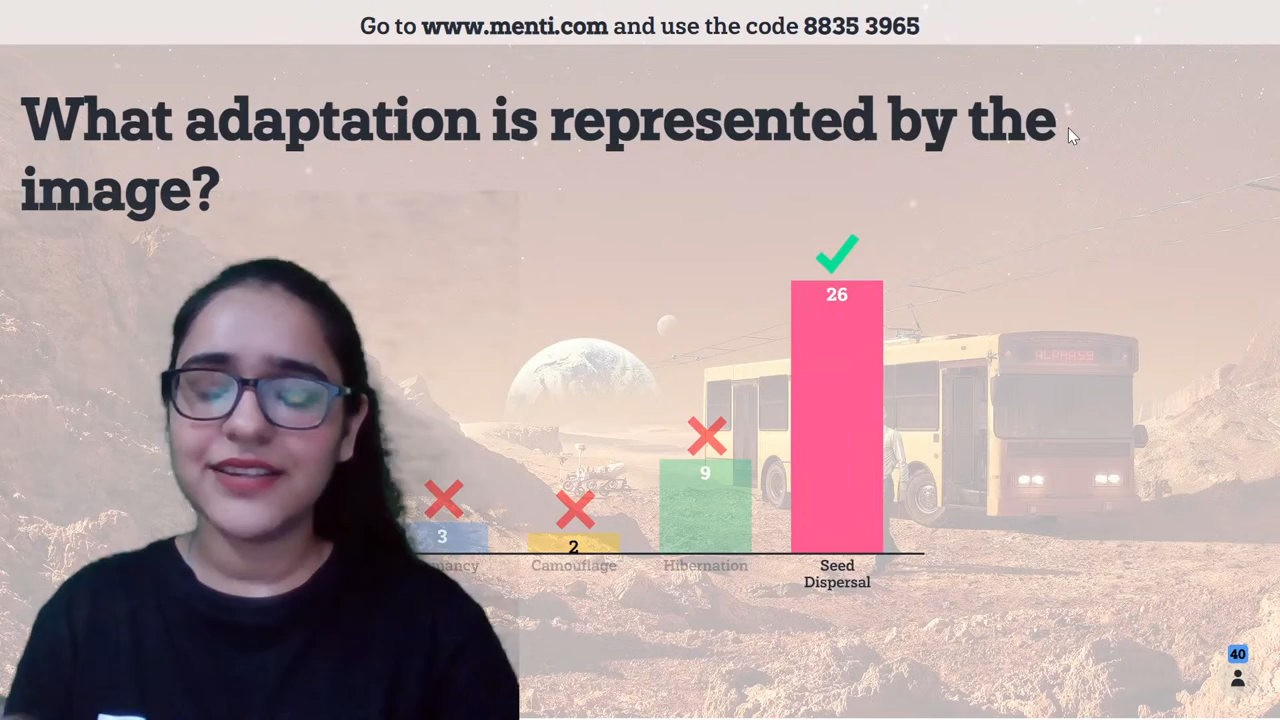 Go to www.menti.com and use the code 8835 3965
What adaptation is represented by the
image?
26
9
3
2
mancy
Camouflage
Hibernation
Seed
Dispersal
40